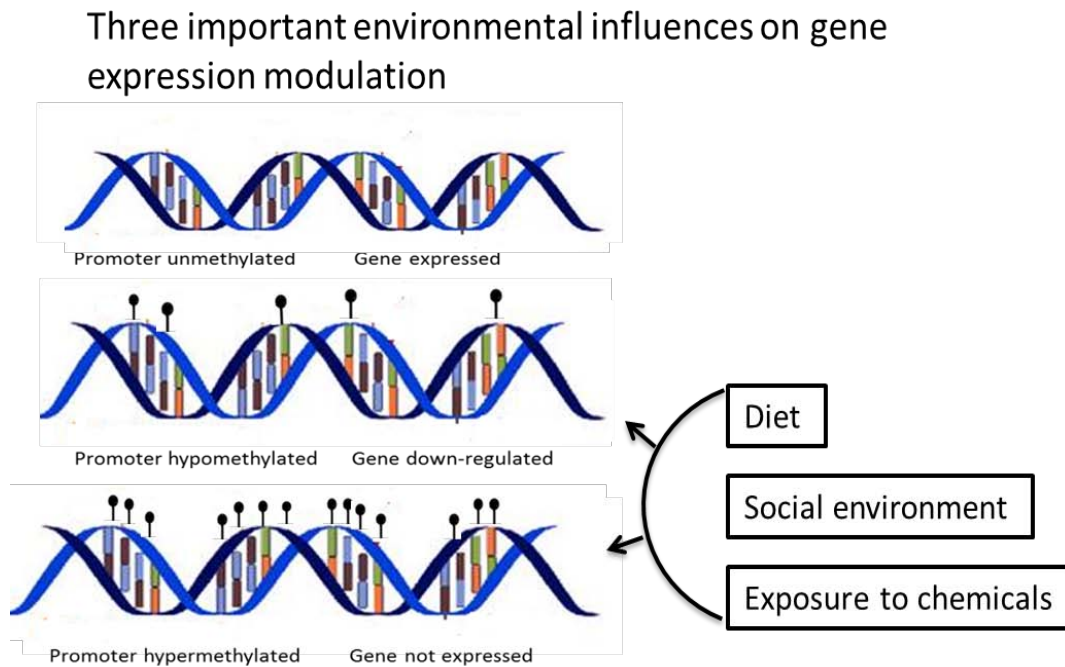 Three important environmental influences on gene
expression modulation
Promoter unmethylated Gene expressed
Promoter hypomethylated Gene down-regulated
Promoter hypermethylated Gene not expressed
Diet
Social environment
Exposure to chemicals